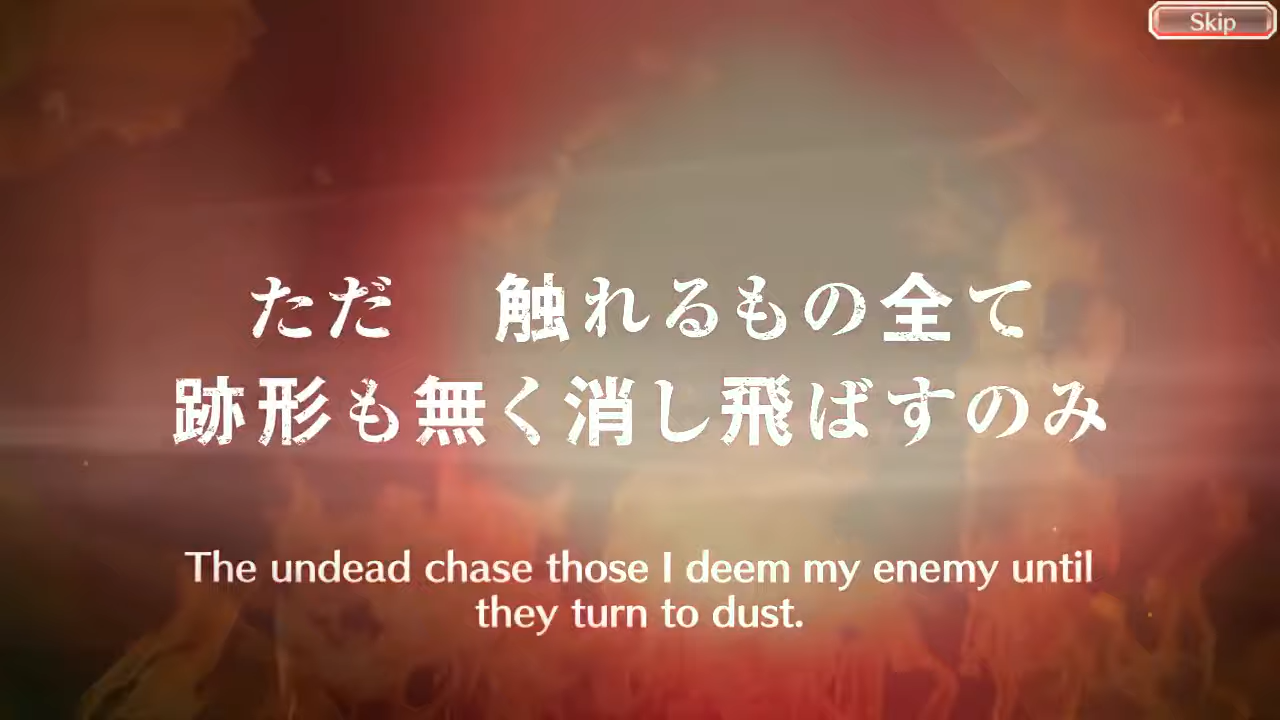 Skip
ただ　触れるもの全て
跡形も無く消し飛ばすのみ
The undead chase those I deem my enemy until
they turn to dust.